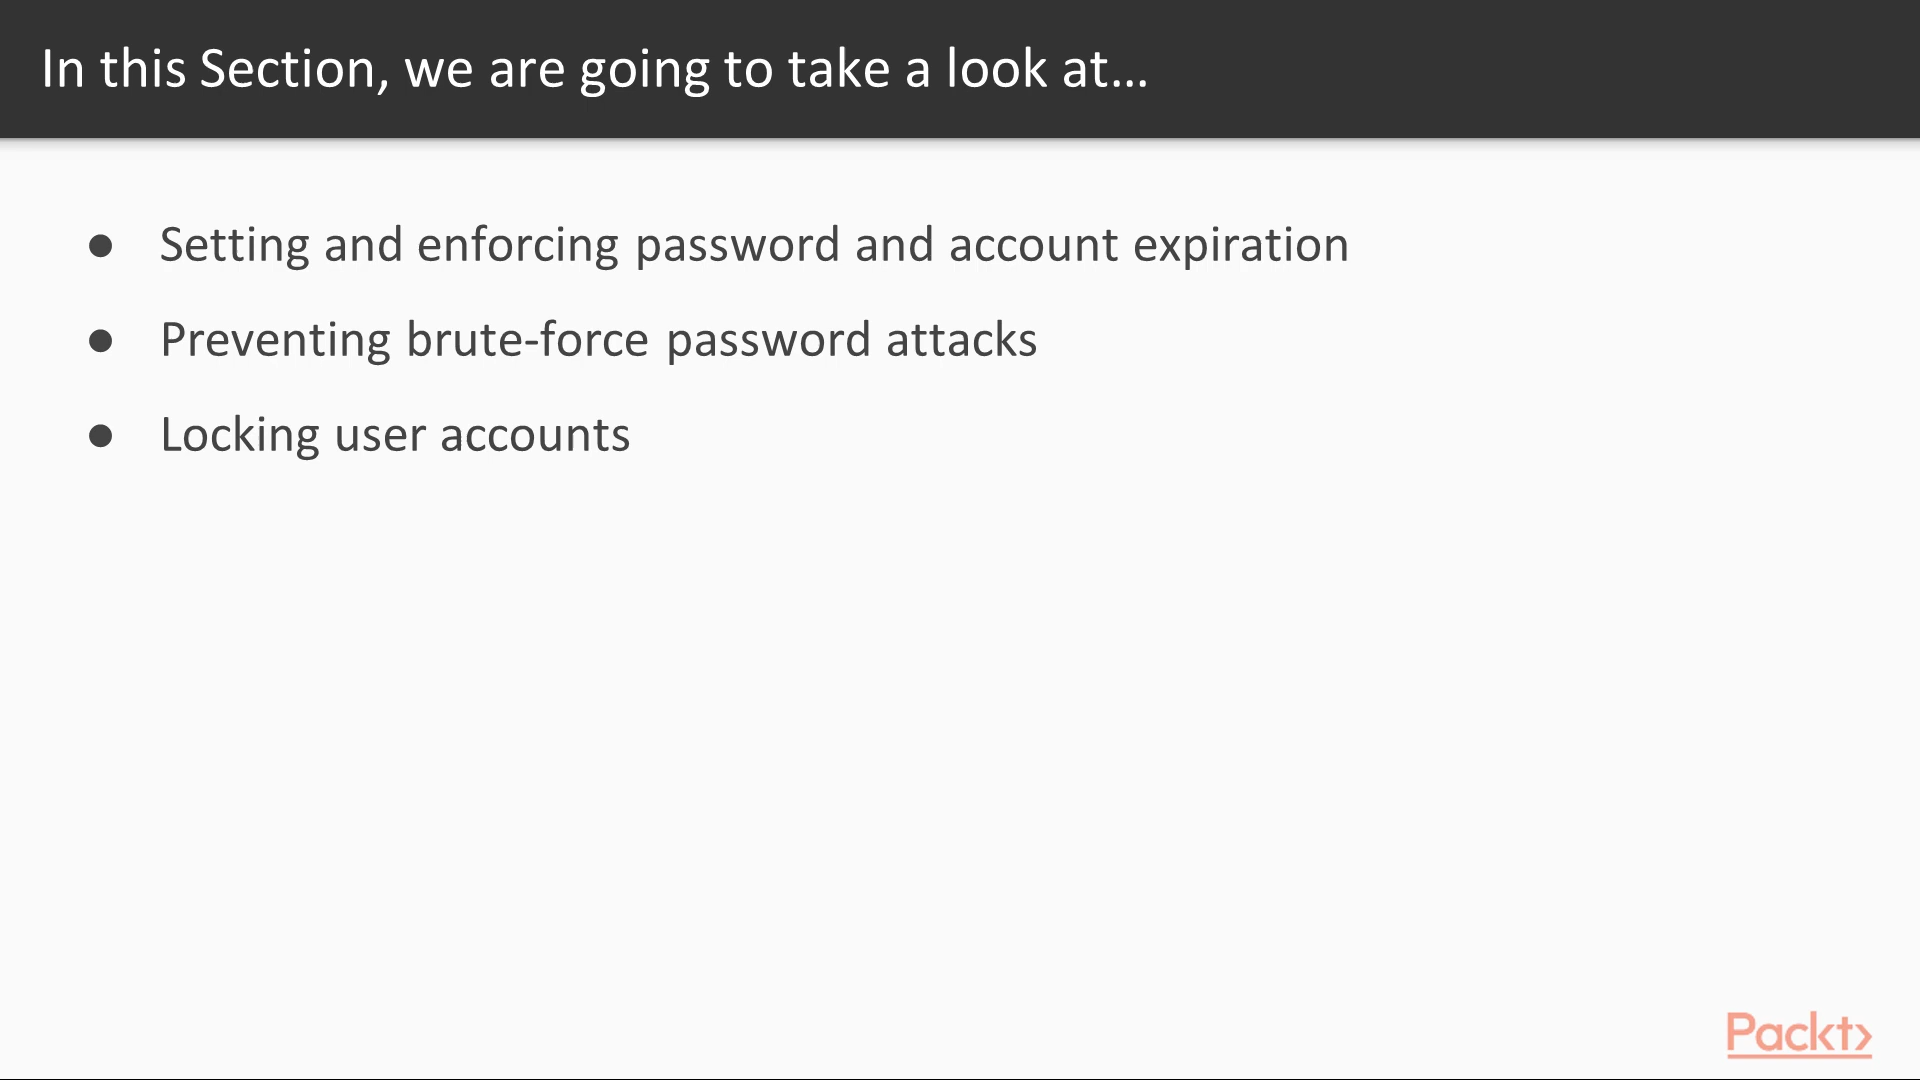 In this Section, we are going to take a look at...
● Setting and enforcing password and account expiration
● Preventing brute-force password attacks
● Locking user accounts
Packt>